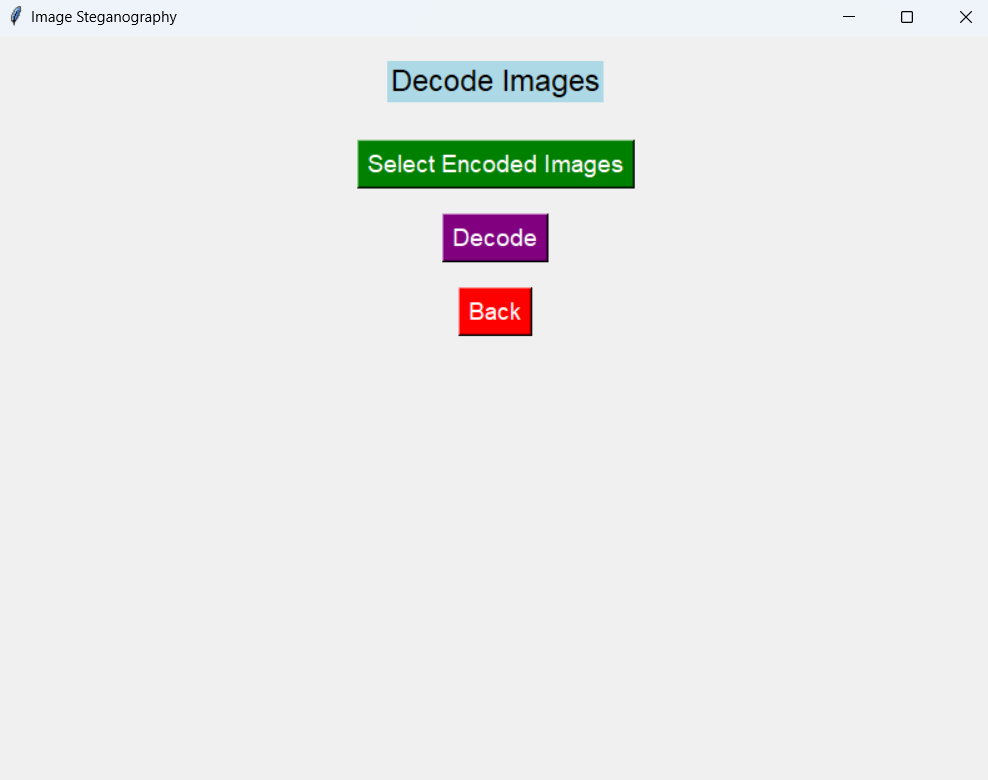 Image Steganography
Decode Images
Select Encoded Images
Decode
Back